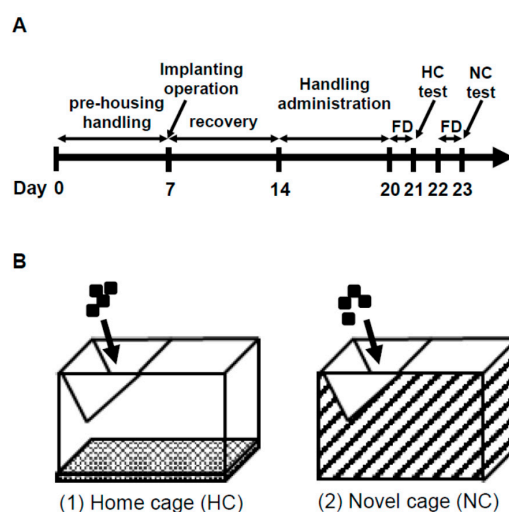 A
Implanting
operation
HC
test
NC
test
pre-housing
handling
recovery
Handling
administration
FD
FD
Day 0 7 14 20 21 22 23
B
(1) Home cage (HC)
(2) Novel cage (NC)